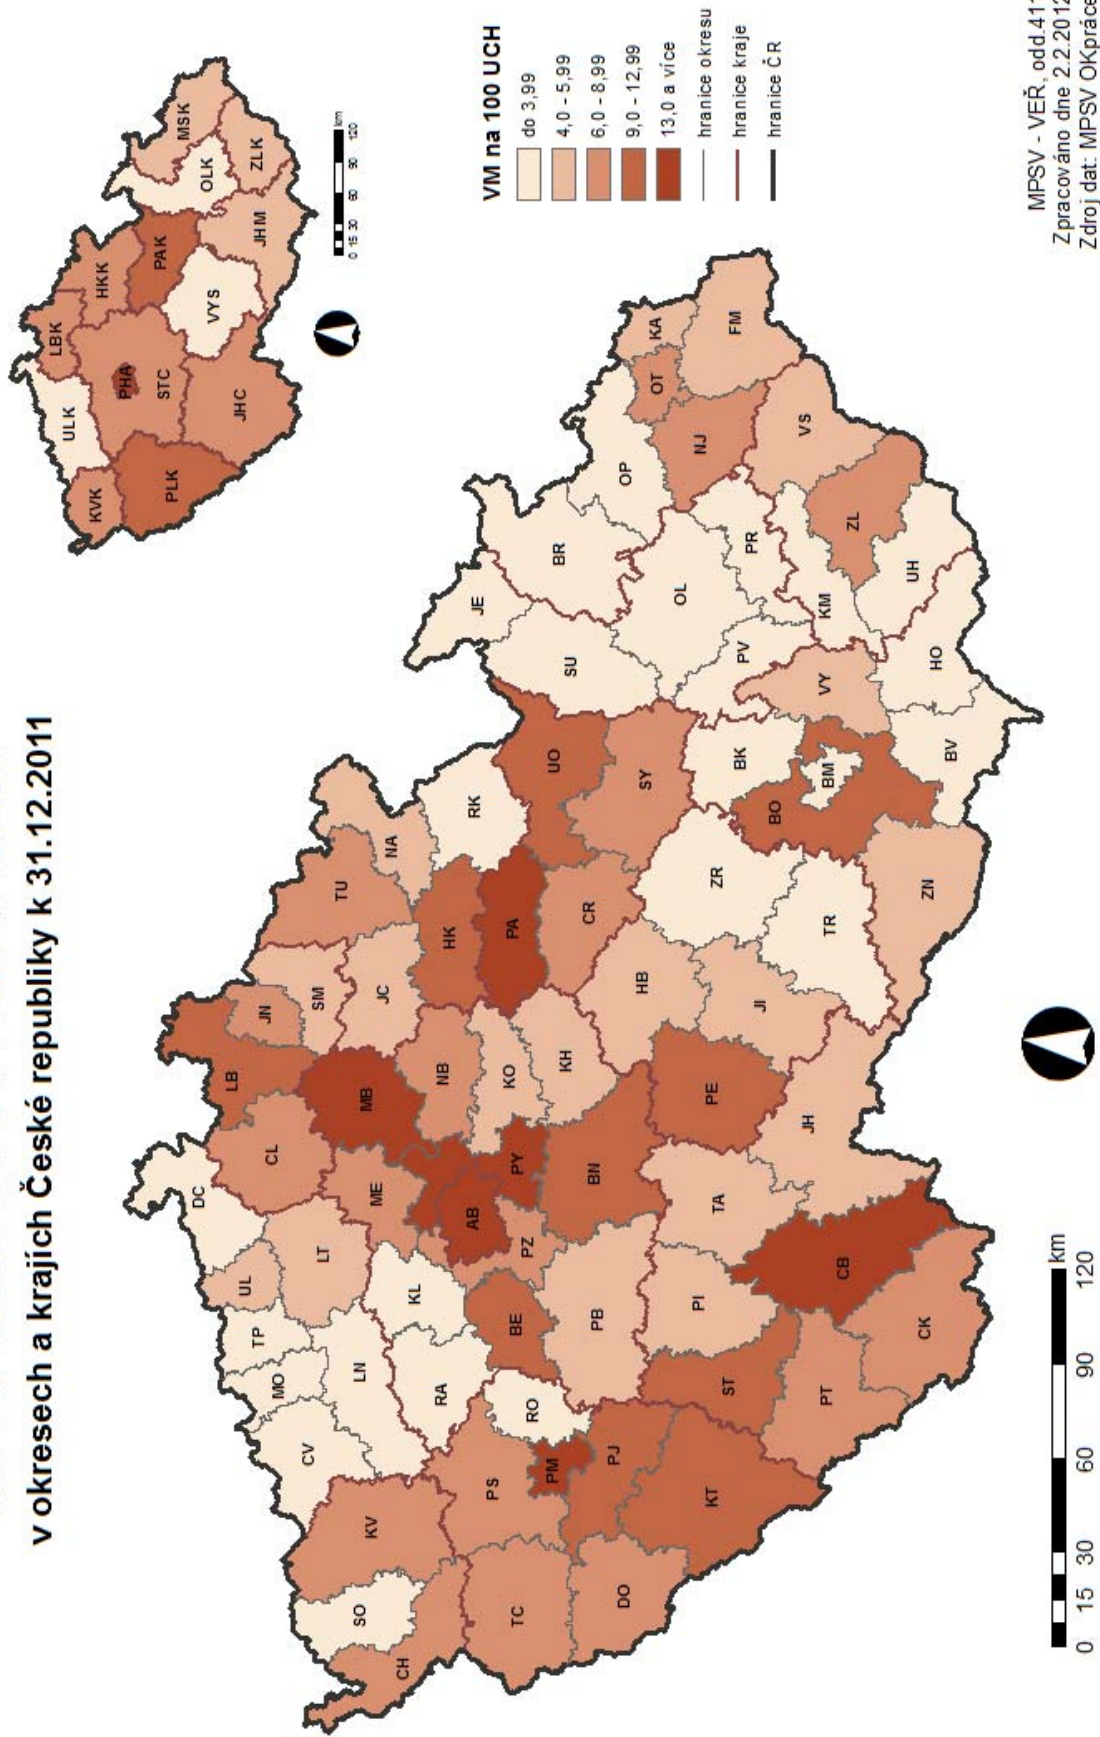 v okresech a krajích České republiky k 31.12.2011
KVK
ULK
LBK
HKK
PHA
STC
PAK
PLK
JHC
VYS
OLK
MSK
JHM
ZLK
0 15 30 60 90 120 km
VM na 100 UCH
do 3,99
4,0 - 5,99
6,0 - 8,99
9,0 - 12,99
13,0 a více
hranice okresu
hranice kraje
hranice ČR
DC
LB
JN
TU
UL
CL
SM
TP
MO
CV
LT
MB
JC
NA
SO
KV
LN
ME
CH
KL
NB
HK
RK
JE
RA
AB
KO
PA
UO
BR
PS
BE
PY
TC
RO
PZ
KH
CR
SU
OP
KA
PM
OT
DO
PJ
PB
BN
HB
SY
OL
NJ
FM
KT
ST
PI
TA
PE
ZR
BK
PV
PR
JI
BO
VS
PT
CB
JH
TR
BM
VY
KM
ZL
CK
ZN
BV
HO
UH
0 15 30 60 90 120 km
MPSV - VEŘ, odd.411
Zpracováno dne 2.2.2012
Zdroj dat: MPSV OKpráce